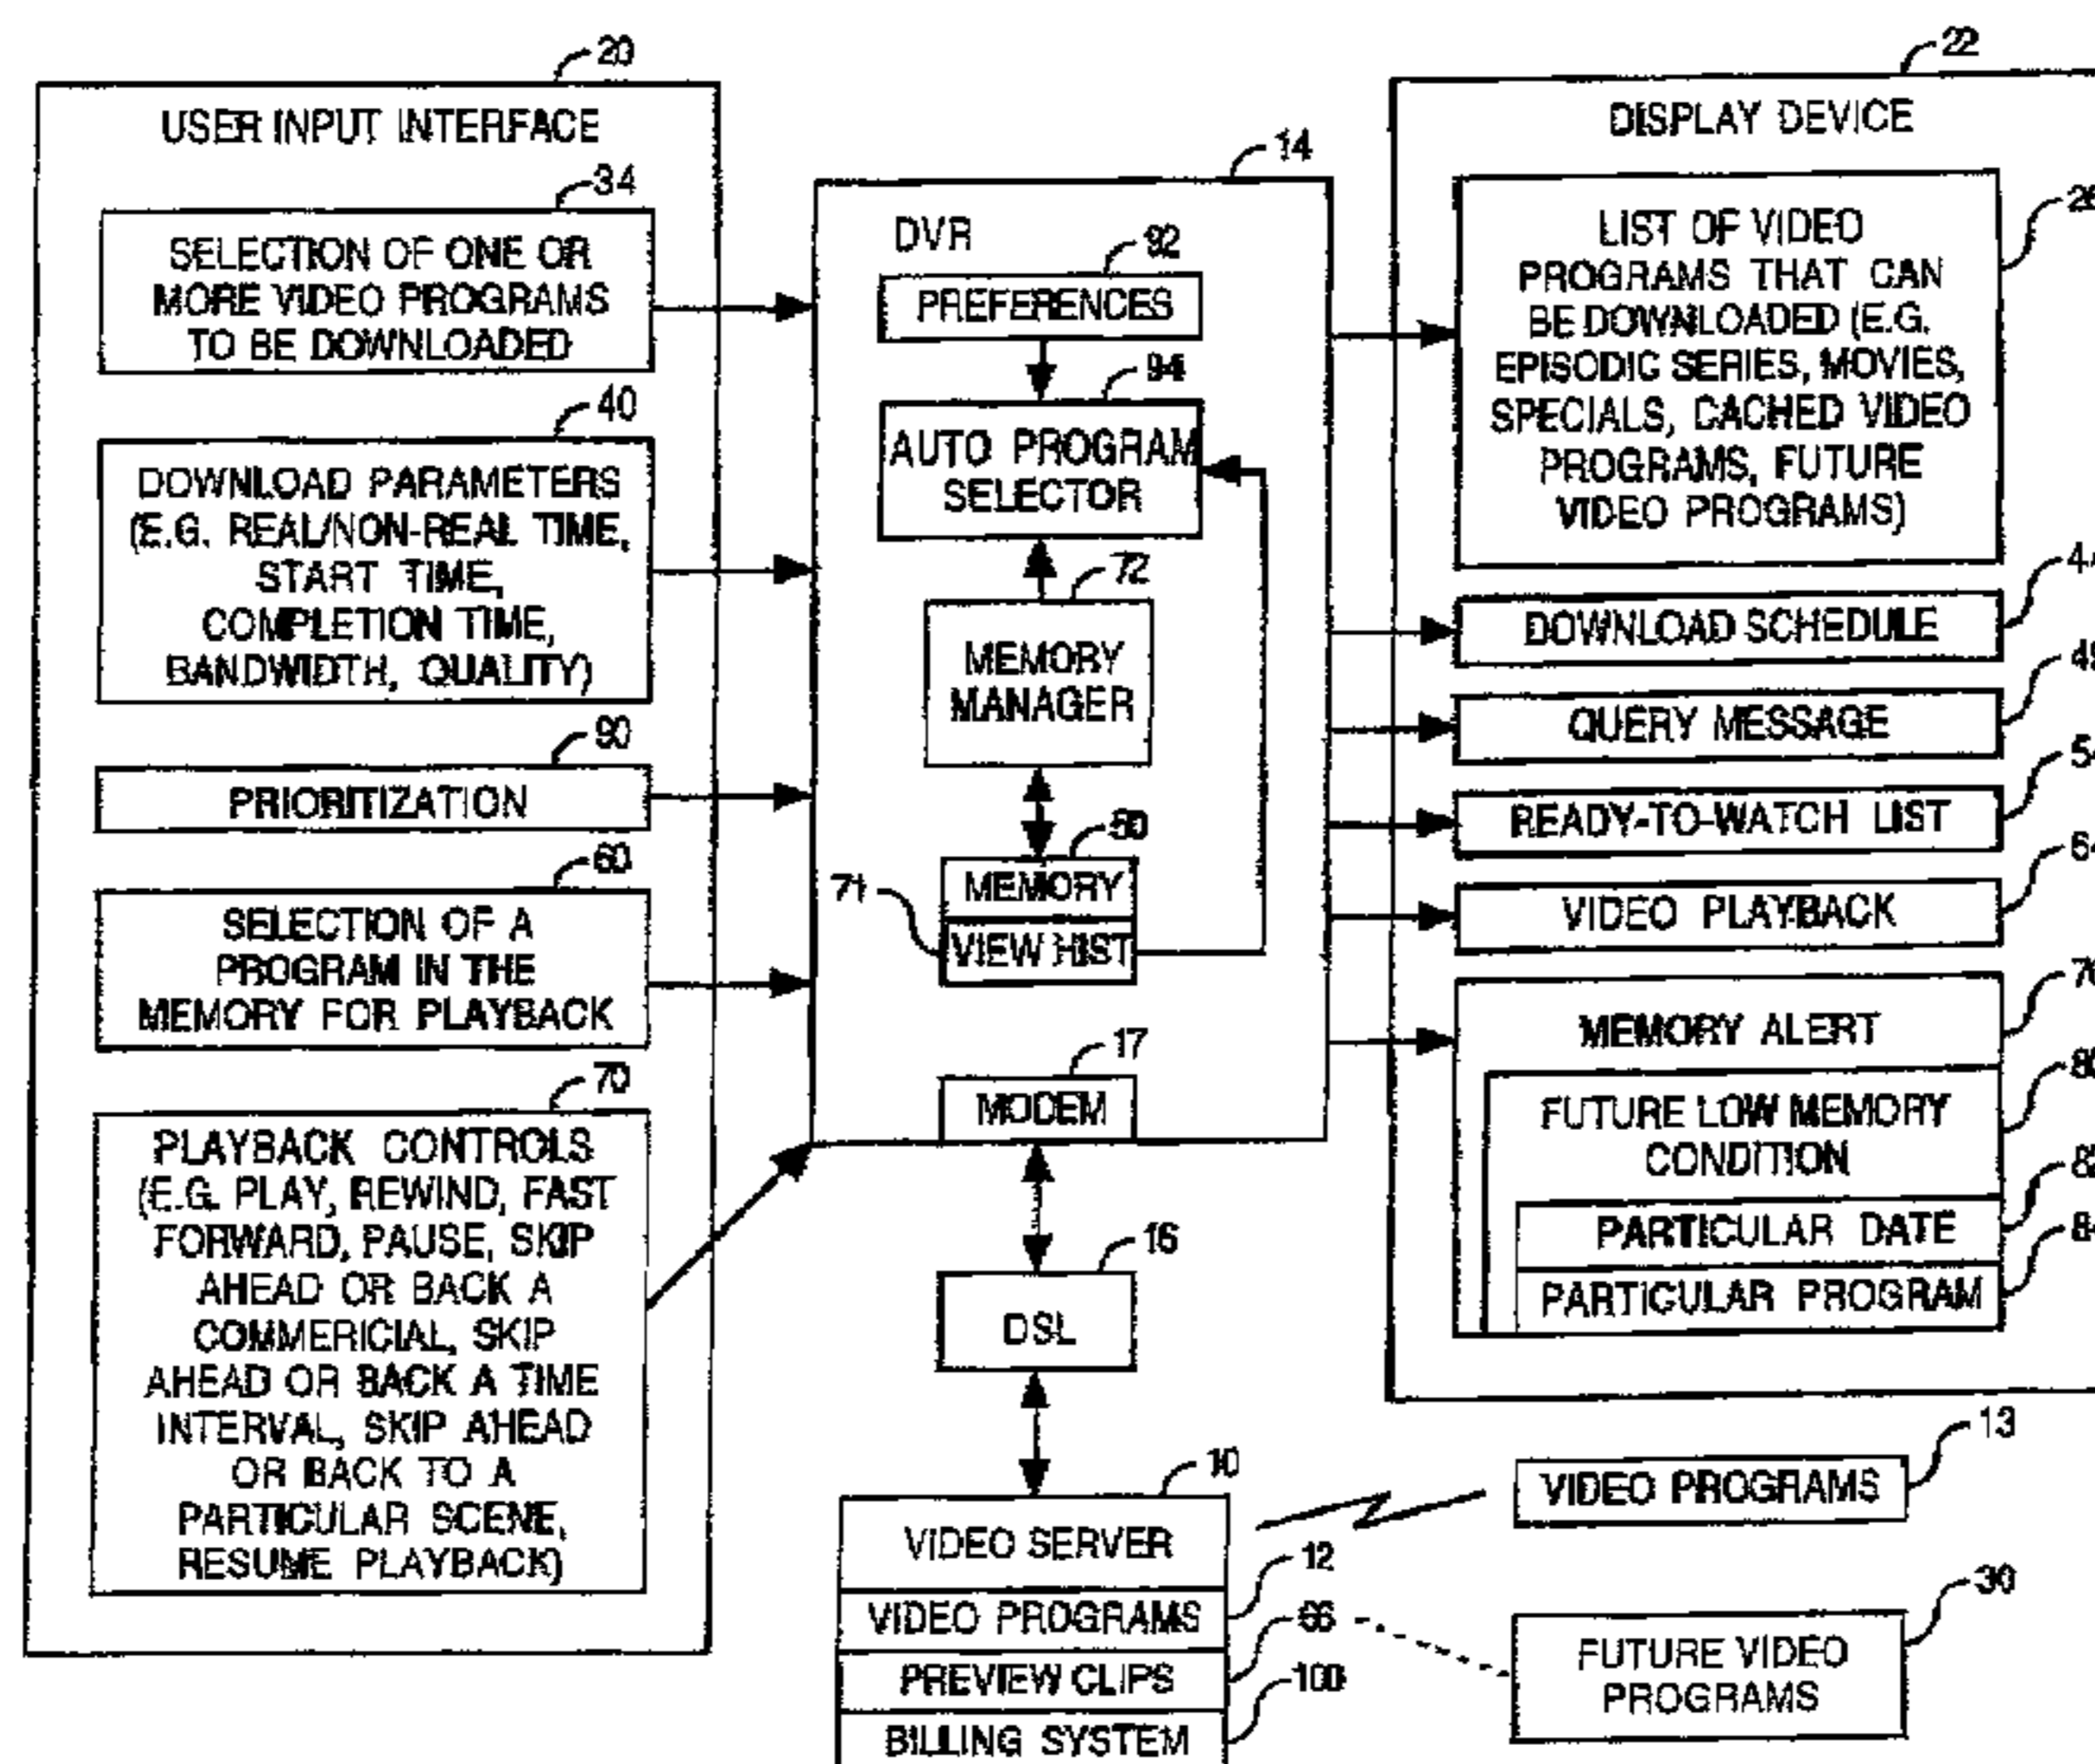 20
USER INPUT INTERFACE
34
SELECTION OF ONE OR
MORE VIDEO PROGRAMS
TO BE DOWNLOADED
40
DOWNLOAD PARAMETERS
(E.G. REAL/NON-REAL TIME,
START TIME,
COMPLETION TIME,
BANDWIDTH, QUALITY)
90
PRIORITIZATION
60
SELECTION OF A
PROGRAM IN THE
MEMORY FOR PLAYBACK
70
PLAYBACK CONTROLS
(E.G. PLAY, REWIND, FAST
FORWARD, PAUSE, SKIP
AHEAD OR BACK A
COMMERICIAL, SKIP
AHEAD OR BACK A TIME
INTERVAL, SKIP AHEAD
OR BACK TO A
PARTICULAR SCENE,
RESUME PLAYBACK)
14
DVR
92
PREFERENCES
94
AUTO PROGRAM
SELECTOR
72
MEMORY
MANAGER
50
MEMORY
71
VIEW HIST
17
MODEM
16
DSL
10
VIDEO SERVER
12
VIDEO PROGRAMS
66
PREVIEW CLIPS
100
BILLING SYSTEM
22
DISPLAY DEVICE
LIST OF VIDEO
PROGRAMS THAT CAN
BE DOWNLOADED (E.G.
EPISODIC SERIES, MOVIES,
SPECIALS, CACHED VIDEO
PROGRAMS, FUTURE
VIDEO PROGRAMS)
DOWNLOAD SCHEDULE
QUERY MESSAGE
READY-TO-WATCH LIST
VIDEO PLAYBACK
MEMORY ALERT
FUTURE LOW MEMORY
CONDITION
PARTICULAR DATE
PARTICULAR PROGRAM
13
VIDEO PROGRAMS
30
FUTURE VIDEO
PROGRAMS